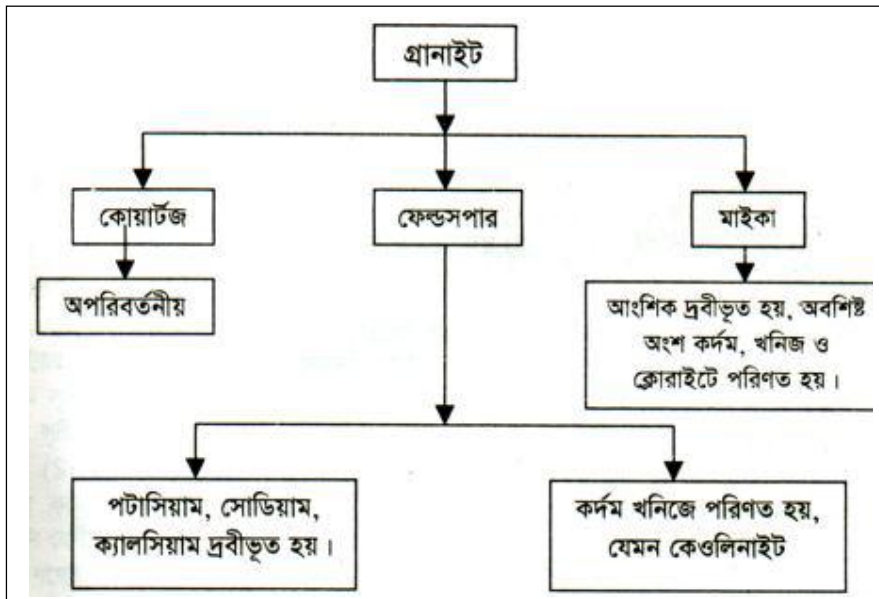 গ্রানাইট
কোয়ার্টজ
ফেল্ডসপার
মাইকা
অপরিবর্তনীয়
আংশিক দ্রবীভূত হয়, অবশিষ্ট
অংশ কর্দম, খনিজ ও
ক্লোরাইটে পরিণত হয়।
পটাসিয়াম, সোডিয়াম,
ক্যালসিয়াম দ্রবীভূত হয়।
কর্দম খনিজে পরিণত হয়,
যেমন কেওলিনাইট